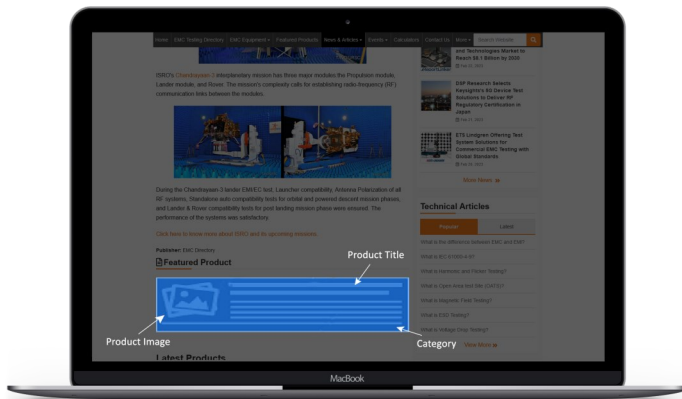 Home EMC Testing Directory EMC Equipment Featured Products News & Articles Events Calculators Contact Us More Search Website
ISRO's Chandrayaan-3 interplanetary mission has three major modules the Propulsion module,
Lander module, and Rover. The mission's complexity calls for establishing radio-frequency (RF)
communication links between the modules.
During the Chandrayaan-3 lander EMI/EC test, Launcher compatibility, Antenna Polarization of all
RF systems, Standalone auto compatibility tests for orbital and powered descent mission phases,
and Lander & Rover compatibility tests for post landing mission phase were ensured. The
performance of the systems was satisfactory.
Click here to know more about ISRO and its upcoming missions.
Publisher: EMC Directory
Featured Product
Product Title
Product Image
Category
Latest Products
and Technologies Market to
Reach $8.1 Billion by 2030
DSP Research Selects
Keysight's 5G Device Test
Solutions to Deliver RF
Regulatory Certification in
Japan
ETS Lindgren Offering Test
System Solutions for
Commercial EMC Testing with
Global Standards
More News
Technical Articles
Popular Latest
What is the difference between EMC and EMI?
What is IEC 61000-4-5?
What is Harmonic and Flicker Testing?
What is Open Area test Site (OATS)?
What is Magnetic Field Testing?
What is ESD Testing?
What is Voltage Drop Testing?
View More
MacBook